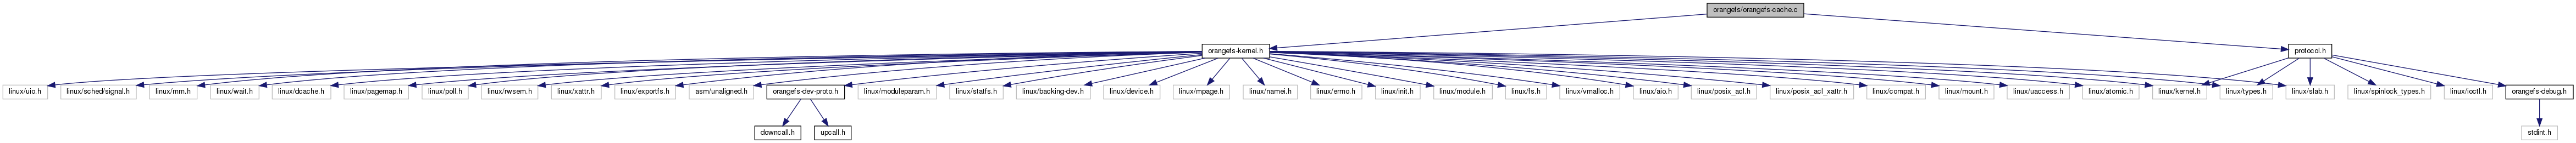 orangefs/orangefs-cache.c
orangefs-kernel.h
protocol.h
linux/uio.h
linux/sched/signal.h
linux/mm.h
linux/wait.h
linux/dcache.h
linux/pagemap.h
linux/poll.h
linux/rwsem.h
linux/xattr.h
linux/exportfs.h
asm/unaligned.h
orangefs-dev-proto.h
linux/moduleparam.h
linux/statfs.h
linux/backing-dev.h
linux/device.h
linux/mpage.h
linux/namei.h
linux/errno.h
linux/init.h
linux/module.h
linux/fs.h
linux/vmalloc.h
linux/aio.h
linux/posix_acl.h
linux/posix_acl_xattr.h
linux/compat.h
linux/mount.h
linux/uaccess.h
linux/atomic.h
linux/kernel.h
linux/types.h
linux/slab.h
linux/spinlock_types.h
linux/ioctl.h
orangefs-debug.h
downcall.h
upcall.h
stdint.h